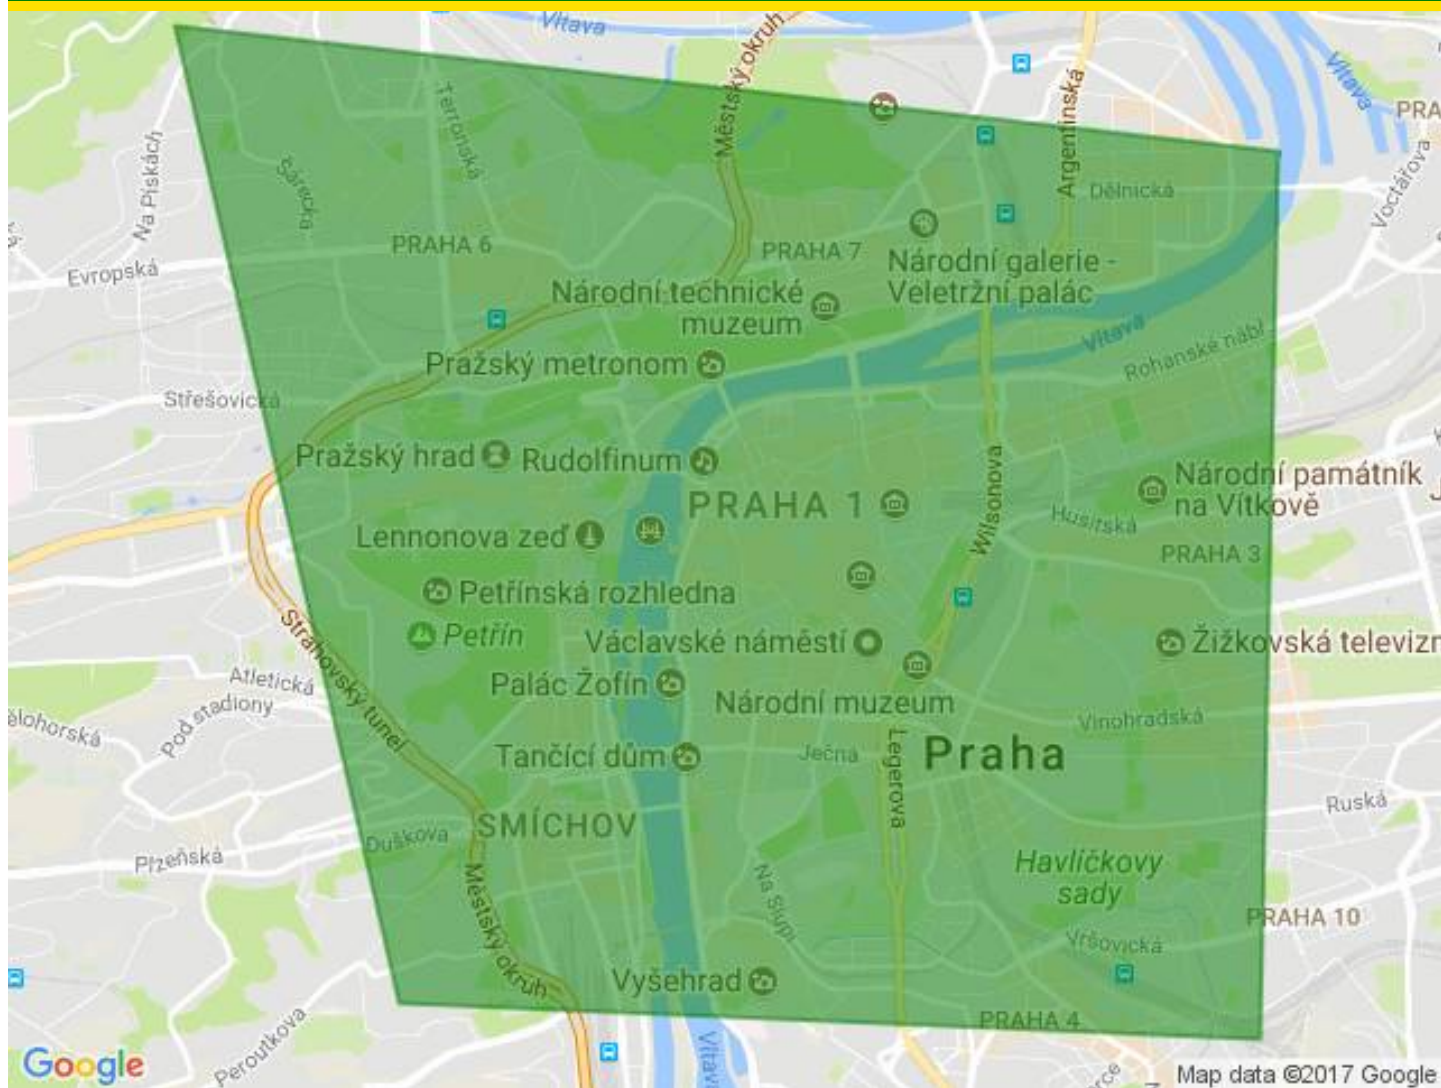 Vltava
Městský okruh
Vltava
PRA
Terronská
Argentinská
Na Pískách
Šárecká
Dělnická
Voctářova
PRAHA 6
PRAHA 7
Evropská
Národní galerie -
Veletržní palác
Národní technické
muzeum
Vltava
Rohanské nábř
Pražský metronom
Střešovická
Pražský hrad
Rudolfinum
Wilsonova
Národní památník
na Vítkově
J
PRAHA 1
Husitská
Lennonova zeď
PRAHA 3
Petřínská rozhledna
Petřín
Strahovský tunel
Václavské náměstí
Žižkovská televizn
Atletická
Palác Žofín
Národní muzeum
Pod stadiony
ělohorská
Vinohradská
Tančící dům
Ječná
Legerova
Praha
Ruská
SMÍCHOV
Duškova
Plzeňská
Havlíčkovy
sady
Na Slupi
Městský okruh
PRAHA 10
Vršovická
Vyšehrad
PRAHA 4
Peroutkova
Vltav
Google
rce
Map data ©2017 Google